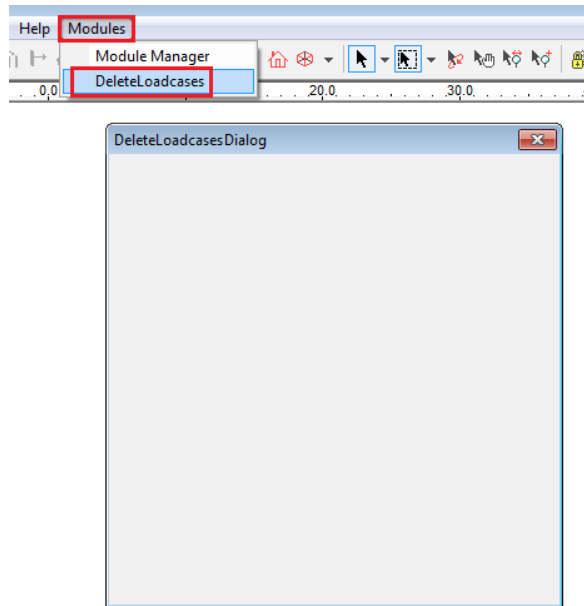 Help Modules
Module Manager
DeleteLoadcases
0,0 20.0 30.0
DeleteLoadcasesDialog